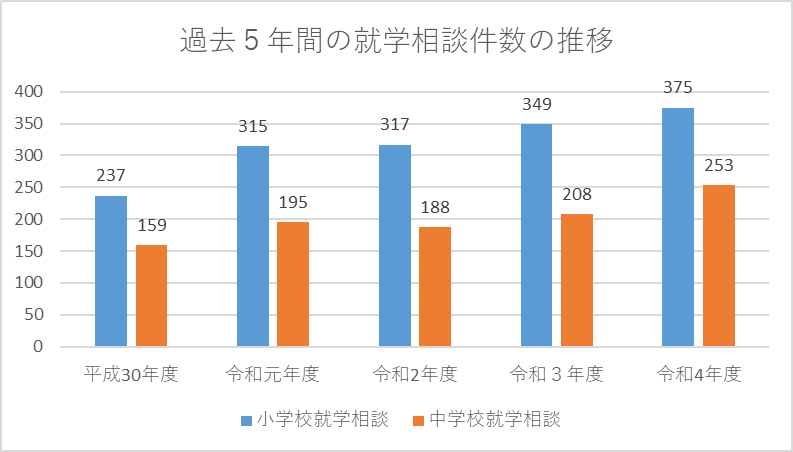 過去５年間の就学相談件数の推移
400
350
300
250
200
150
100
50
0
237
159
315
195
317
188
349
208
375
253
平成30年度
令和元年度
令和2年度
令和３年度
令和4年度
小学校就学相談
中学校就学相談